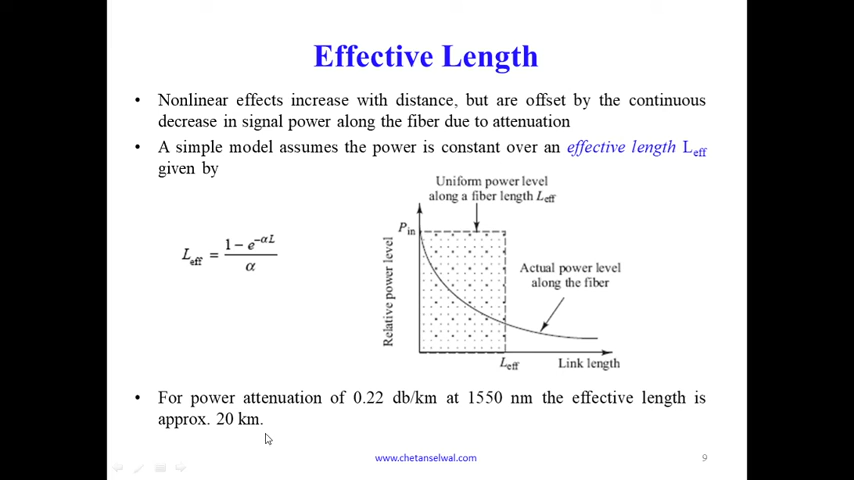 Effective Length
• Nonlinear effects increase with distance, but are offset by the continuous
decrease in signal power along the fiber due to attenuation
• A simple model assumes the power is constant over an effective length Leff
given by
Uniform power level
along a fiber length Leff
Pin
Leff = 1 − e^−αL / α
Relative power level
Actual power level
along the fiber
Leff
Link length
• For power attenuation of 0.22 db/km at 1550 nm the effective length is
approx. 20 km.
www.chetanselwal.com
9